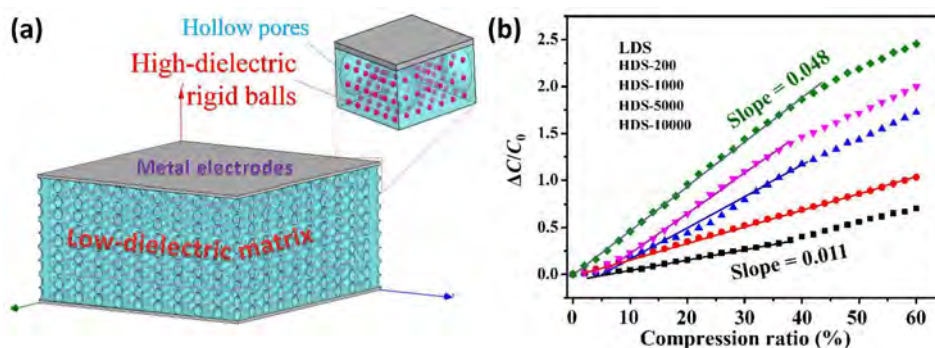 (a)
Hollow pores
High-dielectric
rigid balls
Metal electrodes
Low-dielectric matrix
(b)
ΔC/C₀
2.5
2.0
1.5
1.0
0.5
0.0
LDS
HDS-200
HDS-1000
HDS-5000
HDS-10000
Slope = 0.048
Slope = 0.011
0 10 20 30 40 50 60
Compression ratio (%)